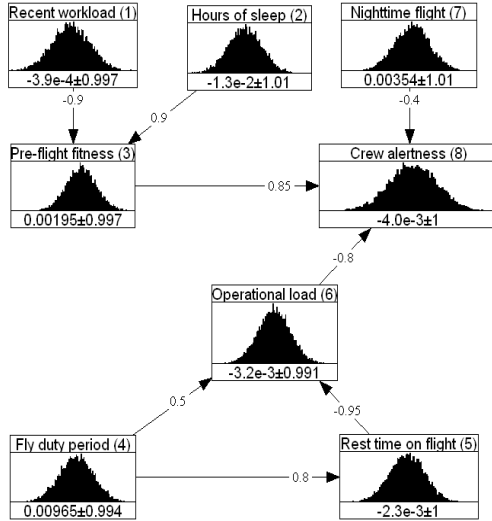 Recent workload (1)
-3.9e-4±0.997
Hours of sleep (2)
-1.3e-2±1.01
Nighttime flight (7)
0.00354±1.01
-0.9
0.9
-0.4
Pre-flight fitness (3)
0.00195±0.997
0.85
Crew alertness (8)
-4.0e-3±1
-0.8
Operational load (6)
-3.2e-3±0.991
0.5
-0.95
Fly duty period (4)
0.00965±0.994
0.8
Rest time on flight (5)
-2.3e-3±1